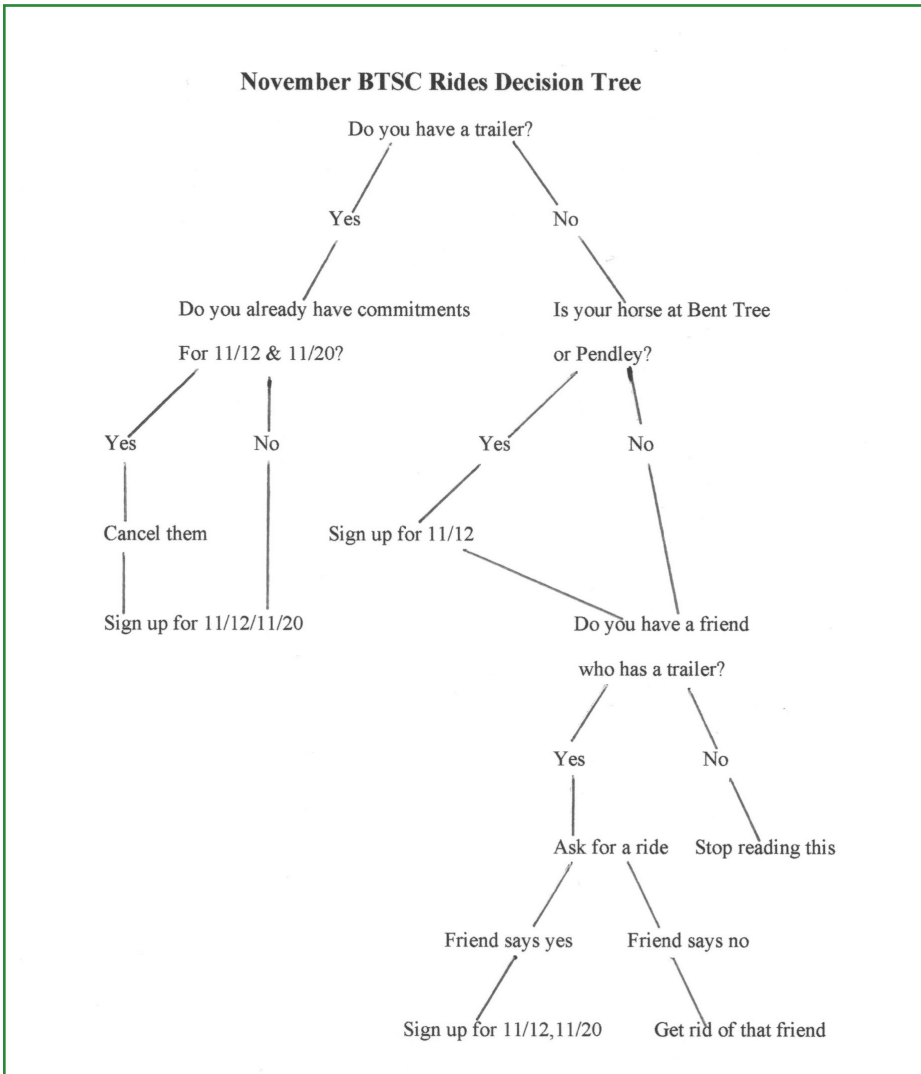 November BTSC Rides Decision Tree
Do you have a trailer?
Yes
No
Do you already have commitments
For 11/12 & 11/20?
Is your horse at Bent Tree
or Pendley?
Yes
No
Yes
No
Cancel them
Sign up for 11/12
Sign up for 11/12/11/20
Do you have a friend
who has a trailer?
Yes
No
Ask for a ride
Stop reading this
Friend says yes
Friend says no
Sign up for 11/12,11/20
Get rid of that friend